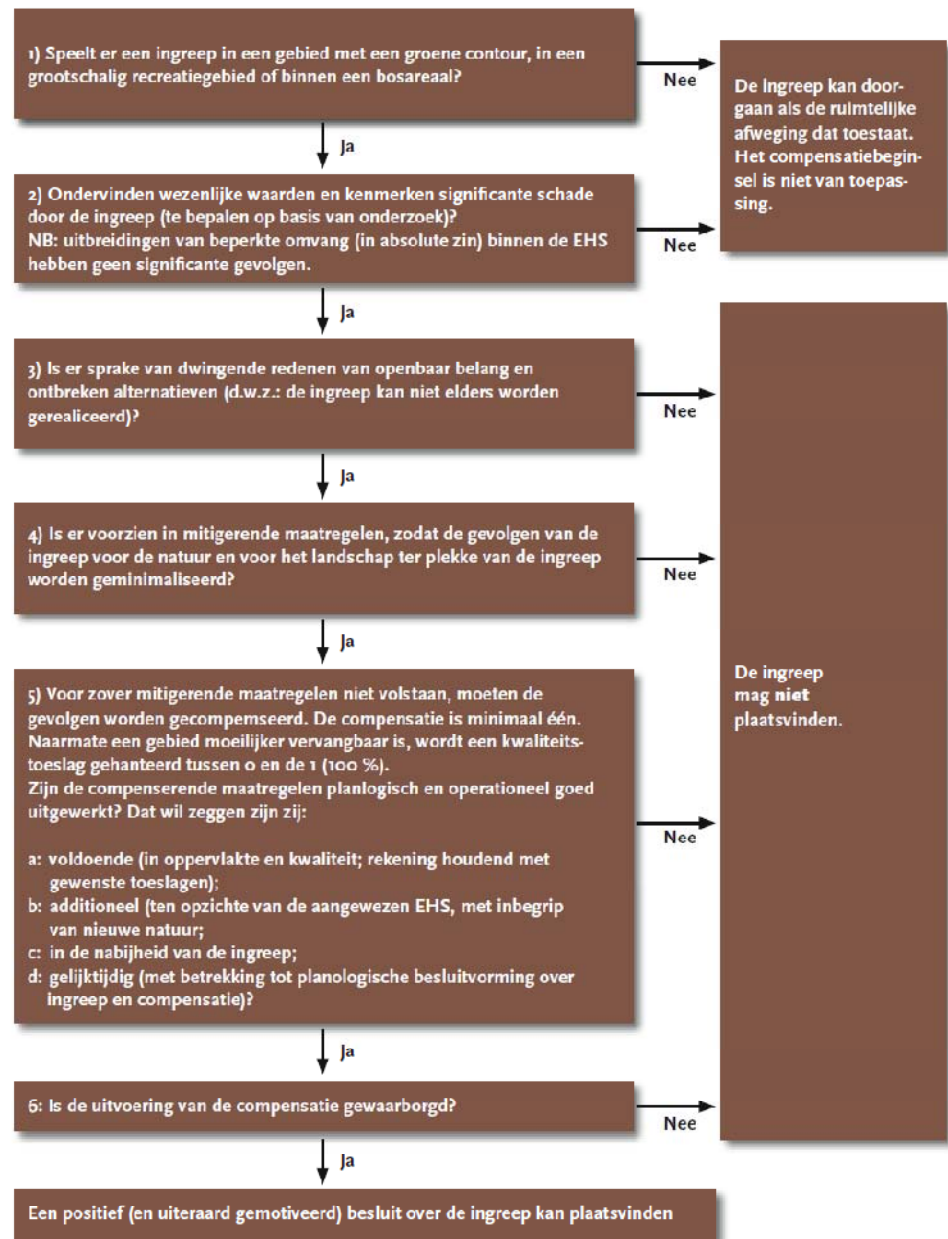 1) Speelt er een ingreep in een gebied met een groene contour, in een
grootschalig recreatiegebied of binnen een bosareaal?
Nee
De ingreep kan door-
gaan als de ruimtelijke
afweging dat toestaat.
Het compensatiebegin-
sel is niet van toepas-
sing.
Ja
2) Ondervinden wezenlijke waarden en kenmerken significante schade
door de ingreep (te bepalen op basis van onderzoek)?
NB: uitbreidingen van beperkte omvang (in absolute zin) binnen de EHS
hebben geen significante gevolgen.
Nee
Ja
3) Is er sprake van dwingende redenen van openbaar belang en
ontbreken alternatieven (d.w.z.: de ingreep kan niet elders worden
gerealiceerd)?
Nee
Ja
4) Is er voorzien in mitigerende maatregelen, zodat de gevolgen van de
ingreep voor de natuur en voor het landschap ter plekke van de ingreep
worden geminimaliseerd?
Nee
Ja
5) Voor zover mitigerende maatregelen niet volstaan, moeten de
gevolgen worden gecompemseerd. De compensatie is minimaal één.
Naarmate een gebied moeilijker vervangbaar is, wordt een kwaliteits-
toeslag gehanteerd tussen 0 en de 1 (100 %).
Zijn de compenserende maatregelen planlogisch en operationeel goed
uitgewerkt? Dat wil zeggen zijn zij:
a: voldoende (in oppervlakte en kwaliteit; rekening houdend met
gewenste toeslagen);
b: additioneel (ten opzichte van de aangewezen EHS, met inbegrip
van nieuwe natuur;
c: in de nabijheid van de ingreep;
d: gelijktijdig (met betrekking tot planologische besluitvorming over
ingreep en compensatie)?
Nee
De ingreep
mag niet
plaatsvinden.
Ja
6: Is de uitvoering van de compensatie gewaarborgd?
Nee
Ja
Een positief (en uiteraard gemotiveerd) besluit over de ingreep kan plaatsvinden